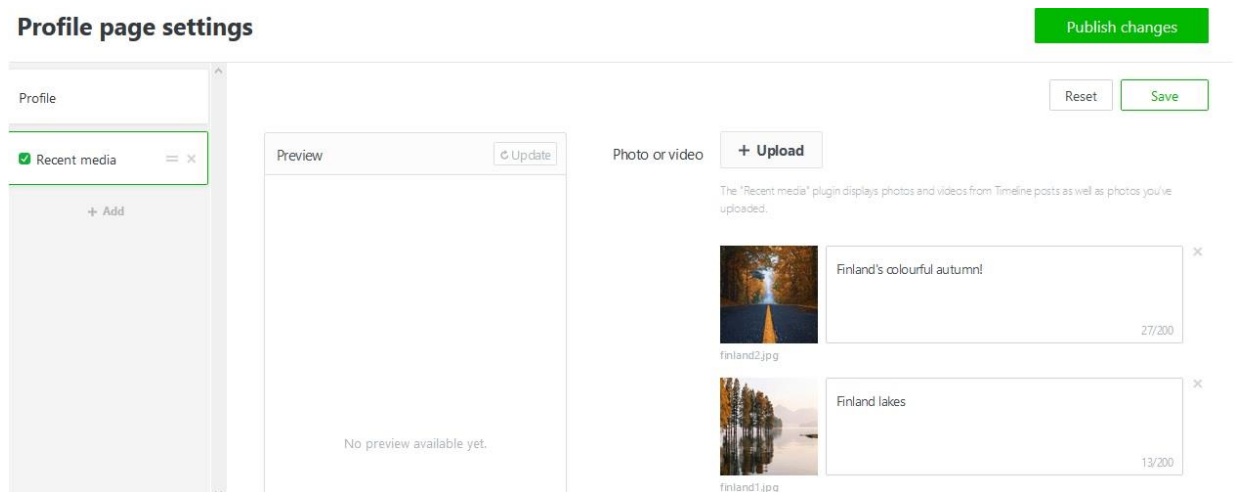 Profile page settings
Publish changes
Profile
Reset
Save
Recent media
Preview
Update
Photo or video
+ Upload
+ Add
The "Recent media" plugin displays photos and videos from Timeline posts as well as photos you've
uploaded.
Finland's colourful autumn!
27/200
finland2.jpg
Finland lakes
No preview available yet.
13/200
finland1.jpg